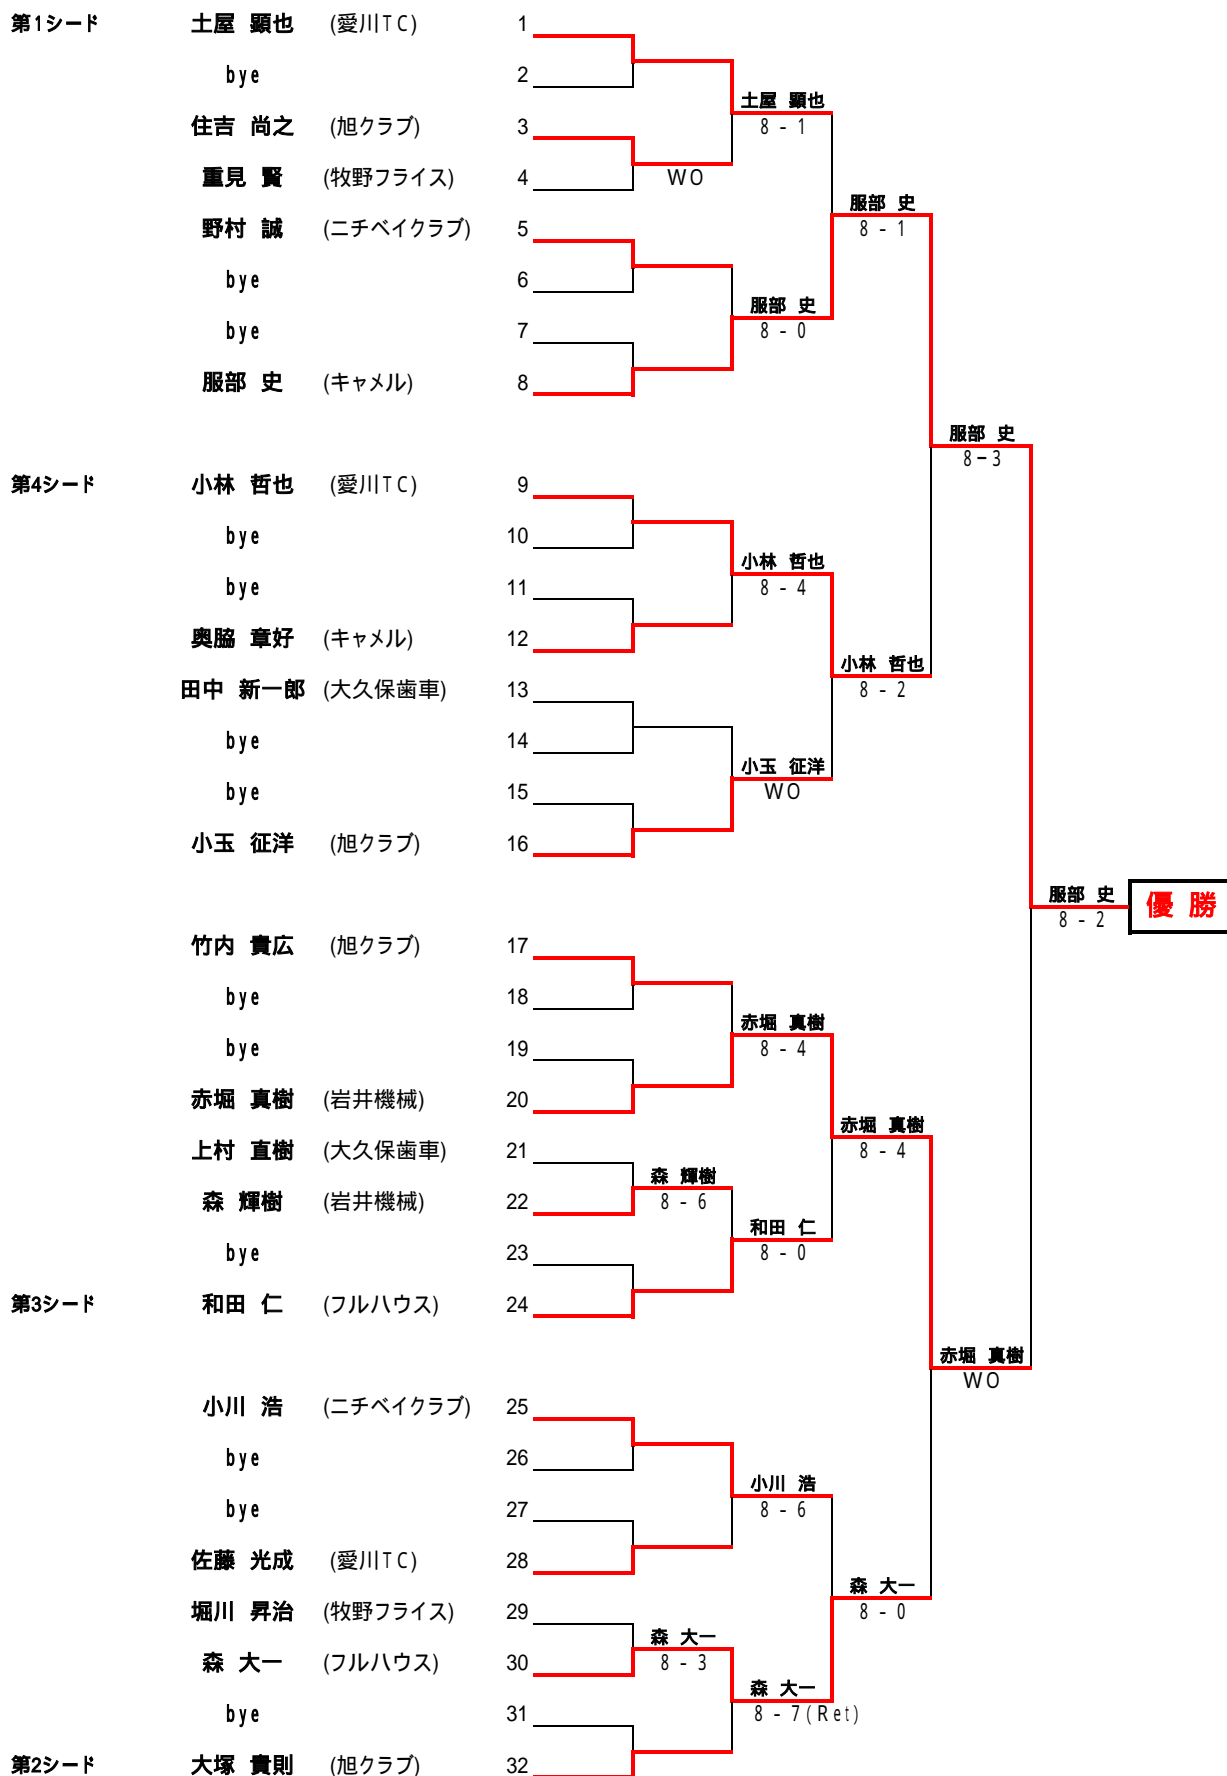 第1シード 土屋 顕也 (愛川TC) 1
bye 2
土屋 顕也
住吉 尚之 (旭クラブ) 3
8 - 1
重見 賢 (牧野フライス) 4
WO
服部 史
野村 誠 (ニチベイクラブ) 5
8 - 1
bye 6
服部 史
bye 7
8 - 0
服部 史 (キャメル) 8
服部 史
8-3
第4シード 小林 哲也 (愛川TC) 9
bye 10
小林 哲也
bye 11
8 - 4
奥脇 章好 (キャメル) 12
小林 哲也
田中 新一郎 (大久保歯車) 13
8 - 2
bye 14
小玉 征洋
bye 15
WO
小玉 征洋 (旭クラブ) 16
服部 史
8 - 2
優 勝
竹内 貴広 (旭クラブ) 17
bye 18
赤堀 真樹
bye 19
8 - 4
赤堀 真樹 (岩井機械) 20
赤堀 真樹
上村 直樹 (大久保歯車) 21
8 - 4
森 輝樹
森 輝樹 (岩井機械) 22
8 - 6
和田 仁
bye 23
8 - 0
第3シード 和田 仁 (フルハウス) 24
赤堀 真樹
WO
小川 浩 (ニチベイクラブ) 25
bye 26
小川 浩
bye 27
8 - 6
佐藤 光成 (愛川TC) 28
森 大一
堀川 昇治 (牧野フライス) 29
8 - 0
森 大一
森 大一 (フルハウス) 30
8 - 3
森 大一
bye 31
8 - 7(Ret)
第2シード 大塚 貴則 (旭クラブ) 32